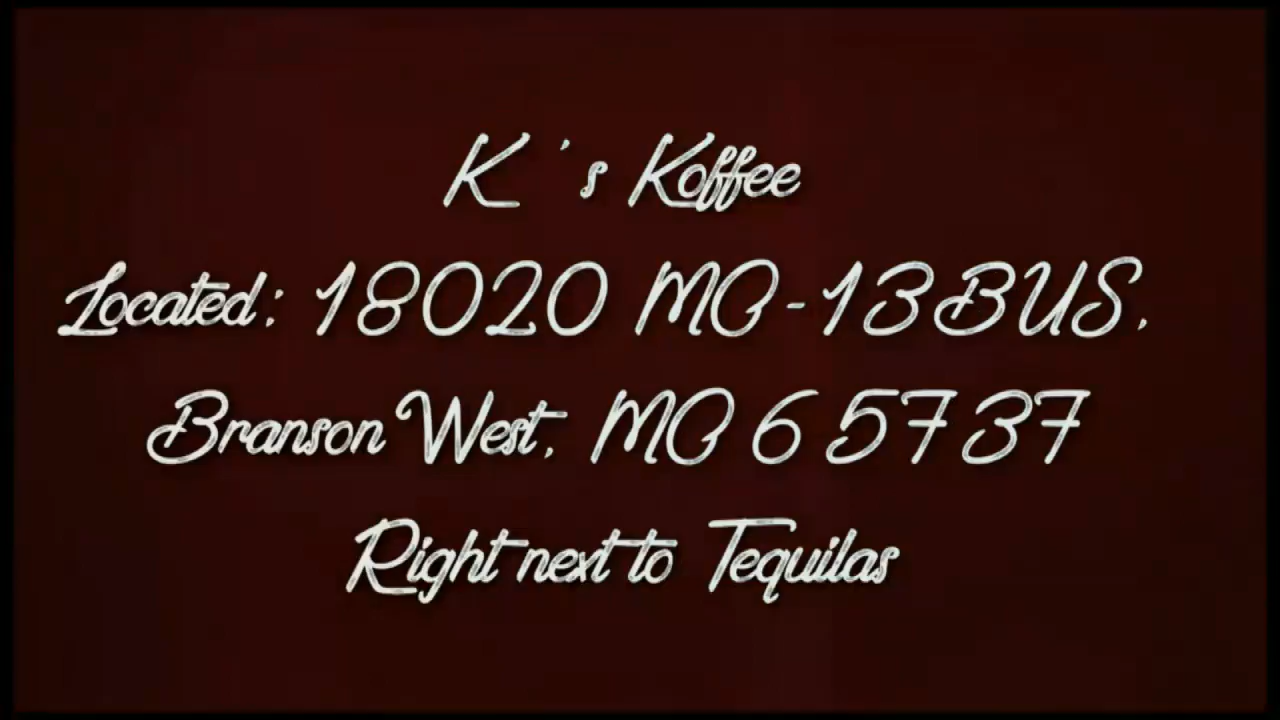 K 's Koffee
Located: 18020 MO-13 BUS,
Branson West, MO 65737
Right next to Tequilas